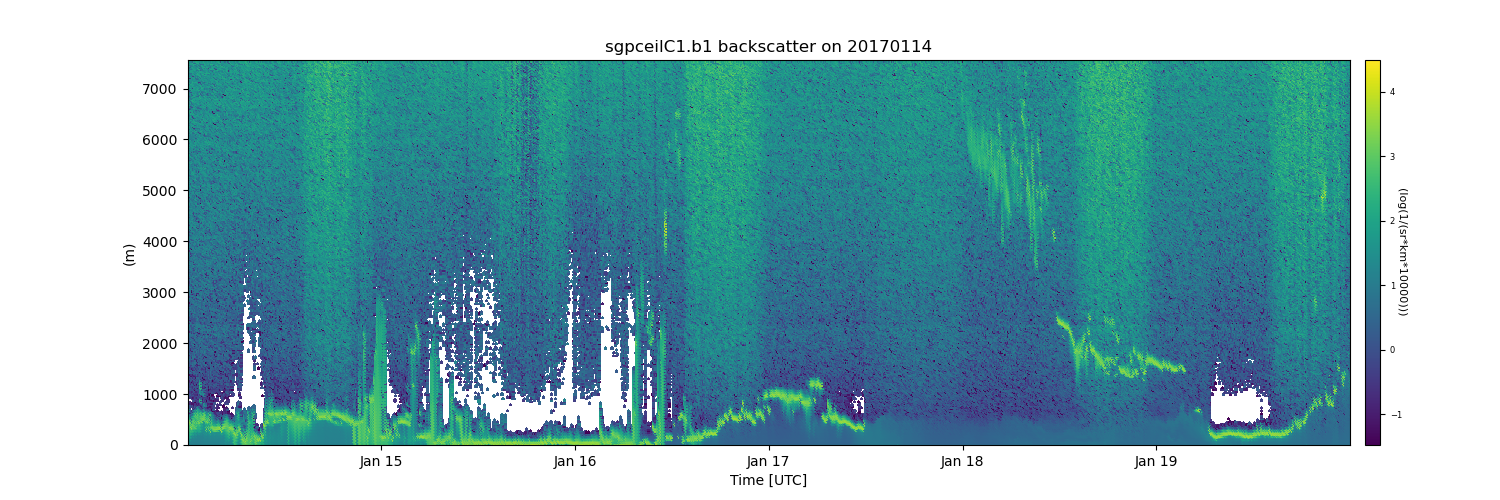 sgpceilC1.b1 backscatter on 20170114
7000
6000
5000
4000
3000
2000
1000
0
(m)
Jan 15
Jan 16
Jan 17
Jan 18
Jan 19
Time [UTC]
4
3
2
1
0
−1
(log(1/(sr*km*10000)))